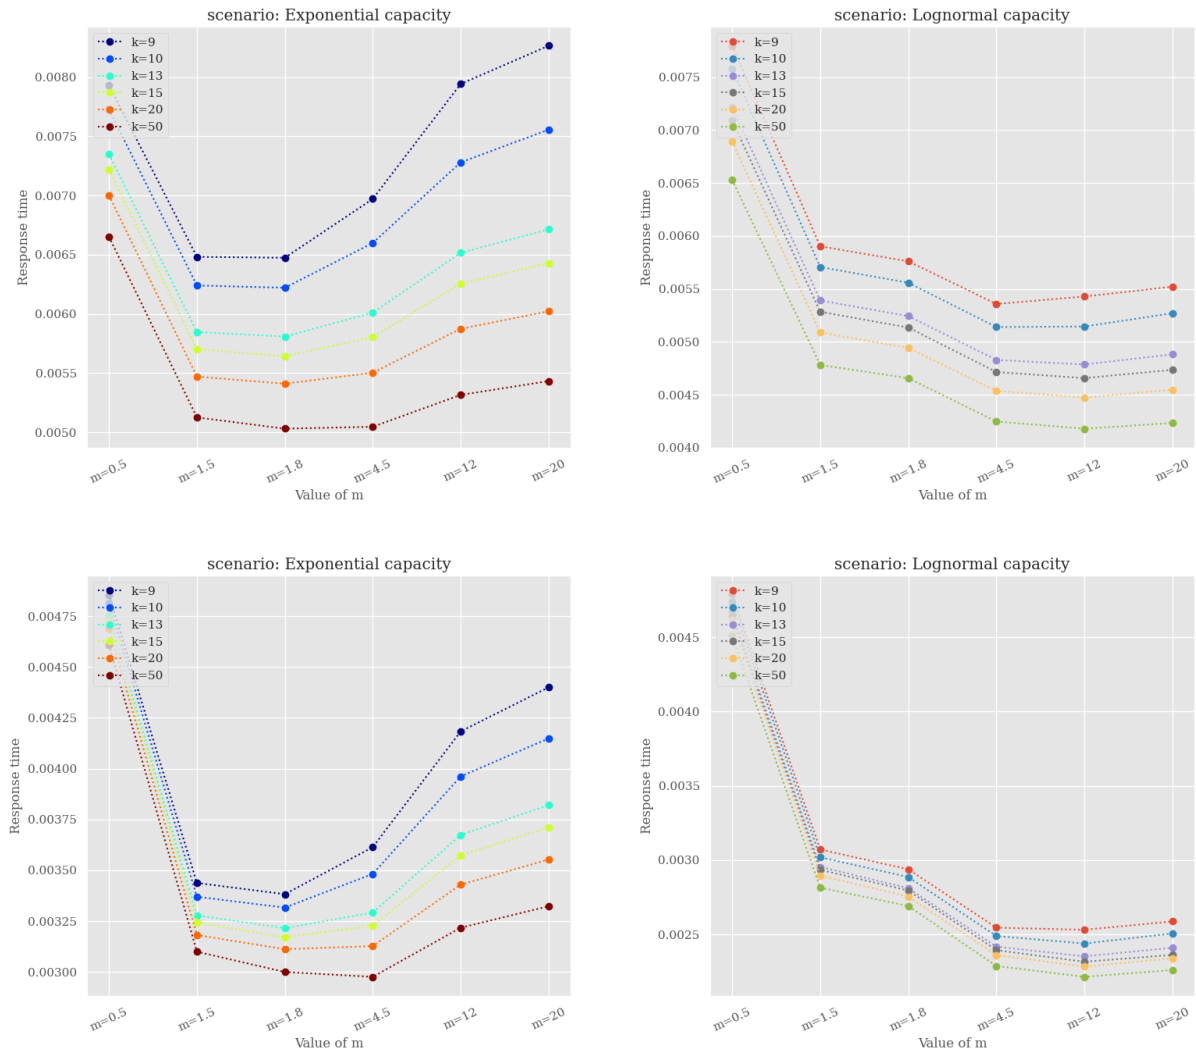 scenario: Exponential capacity
k=9
k=10
k=13
k=15
k=20
k=50
0.0080
0.0075
0.0070
0.0065
0.0060
0.0055
0.0050
Response time
m=0.5
m=1.5
m=1.8
m=4.5
m=12
m=20
Value of m
scenario: Lognormal capacity
k=9
k=10
k=13
k=15
k=20
k=50
0.0075
0.0070
0.0065
0.0060
0.0055
0.0050
0.0045
0.0040
Response time
m=0.5
m=1.5
m=1.8
m=4.5
m=12
m=20
Value of m
scenario: Exponential capacity
k=9
k=10
k=13
k=15
k=20
k=50
0.00475
0.00450
0.00425
0.00400
0.00375
0.00350
0.00325
0.00300
Response time
m=0.5
m=1.5
m=1.8
m=4.5
m=12
m=20
Value of m
scenario: Lognormal capacity
k=9
k=10
k=13
k=15
k=20
k=50
0.0045
0.0040
0.0035
0.0030
0.0025
Response time
m=0.5
m=1.5
m=1.8
m=4.5
m=12
m=20
Value of m